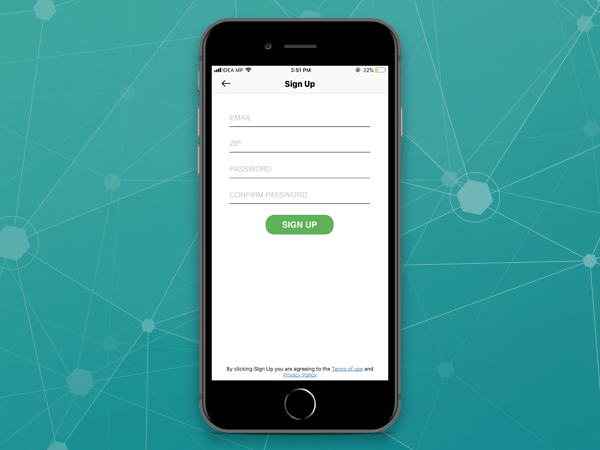 IDEA MP 3:51 PM 22%
Sign Up
EMAIL
ZIP
PASSWORD
CONFIRM PASSWORD
SIGN UP
By clicking Sign Up you are agreeing to the Terms of use and
Privacy Policy